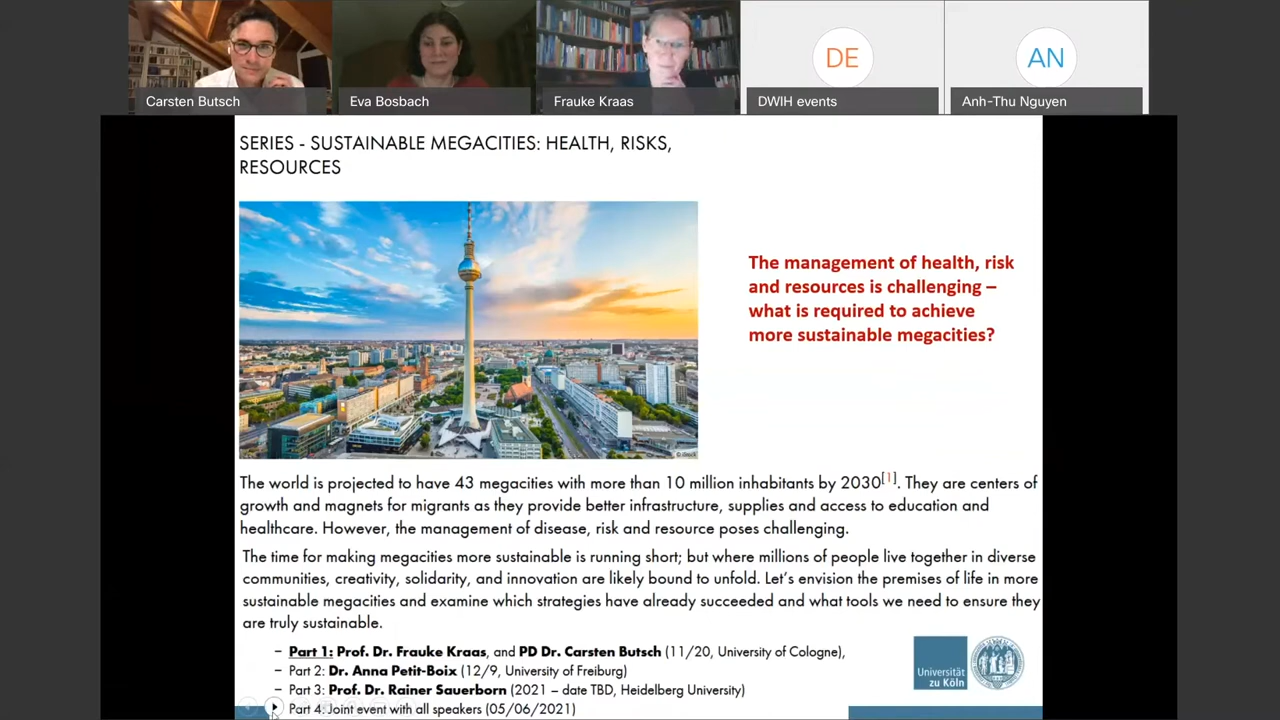 DE
AN
Carsten Butsch
Eva Bosbach
Frauke Kraas
DWIH events
Anh-Thu Nguyen
SERIES - SUSTAINABLE MEGACITIES: HEALTH, RISKS,
RESOURCES
The management of health, risk
and resources is challenging –
what is required to achieve
more sustainable megacities?
© iStock
The world is projected to have 43 megacities with more than 10 million inhabitants by 2030[1]. They are centers of
growth and magnets for migrants as they provide better infrastructure, supplies and access to education and
healthcare. However, the management of disease, risk and resource poses challenging.
The time for making megacities more sustainable is running short; but where millions of people live together in diverse
communities, creativity, solidarity, and innovation are likely bound to unfold. Let's envision the premises of life in more
sustainable megacities and examine which strategies have already succeeded and what tools we need to ensure they
are truly sustainable.
– Part 1: Prof. Dr. Frauke Kraas, and PD Dr. Carsten Butsch (11/20, University of Cologne),
– Part 2: Dr. Anna Petit-Boix (12/9, University of Freiburg)
– Part 3: Prof. Dr. Rainer Sauerborn (2021 – date TBD, Heidelberg University)
Part 4: Joint event with all speakers (05/06/2021)
Universität
zu Köln